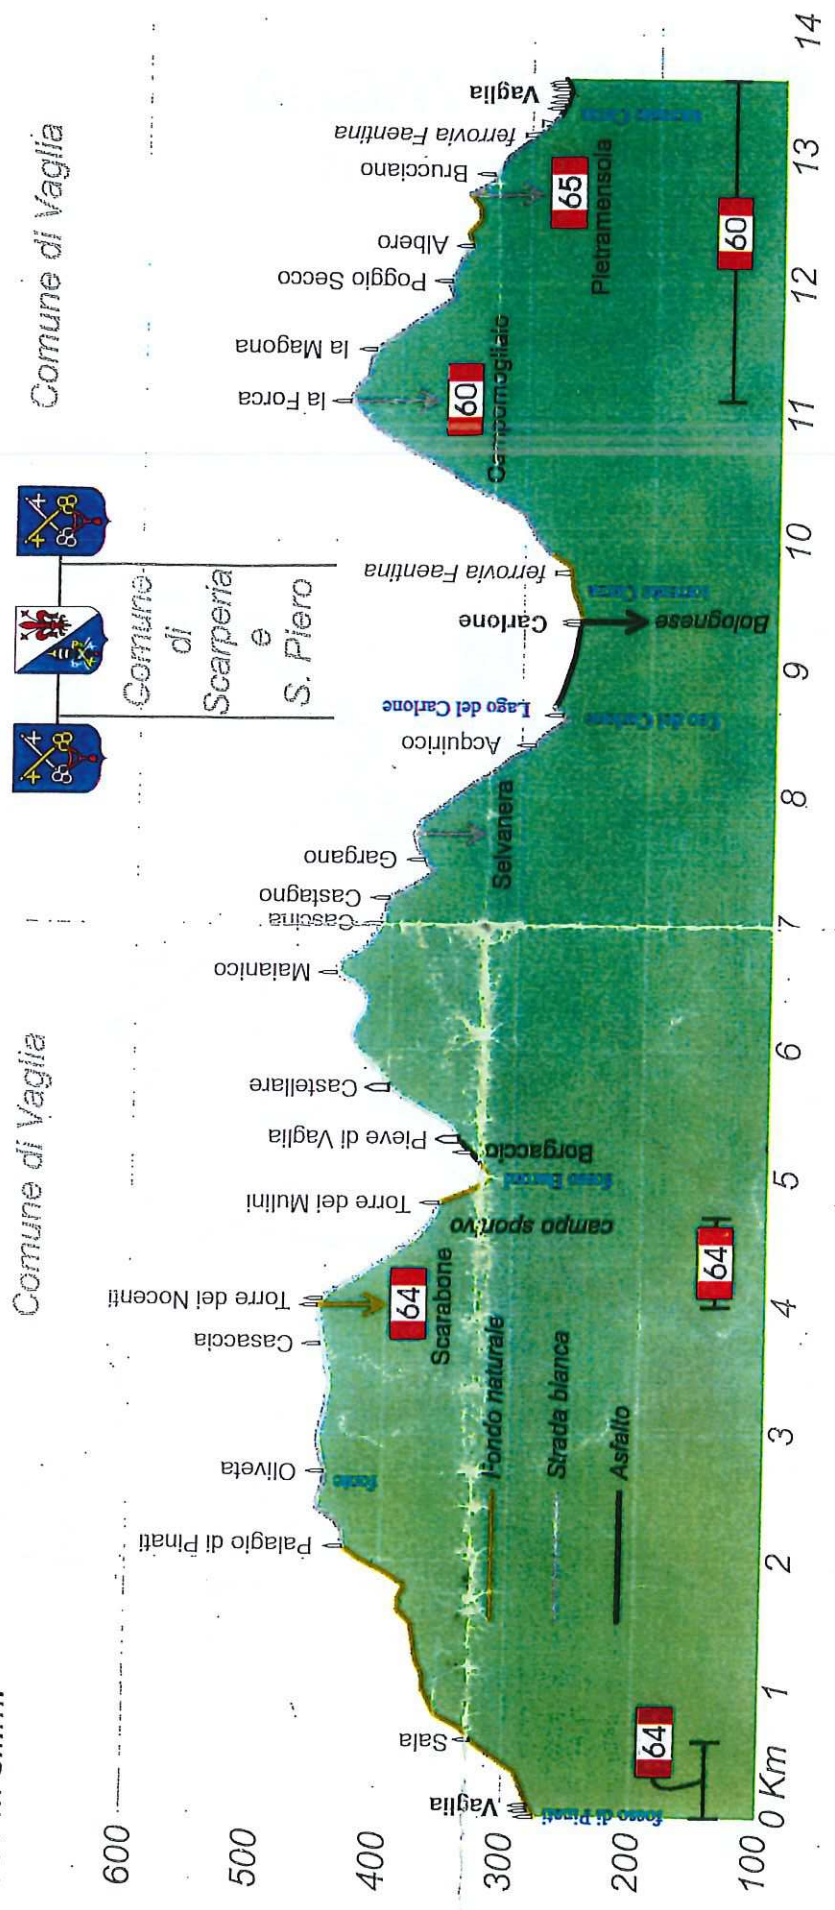 Comune di Vaglia
Comune
di
Scarperia
e
S. Piero
Comune di Vaglia
600
500
400
300
200
100
Vaglia
Sala
Palagio di Pinati
Oliveta
Casaccia
Torre dei Nocenti
Torre dei Mulini
Borgaccio
Pieve di Vaglia
Castellare
Maianico
Cascina
Castagno
Gargano
Acquirico
Lago del Carlone
Carlone
ferrovia Faentina
la Forca
la Magona
Poggio Secco
Albero
Brucciano
ferrovia Faentina
Vaglia
fosso di Pinati
fonte
64
Scarabone
campo sportivo
Selvanera
Bolognese
60
Campomogliaio
65
Pietramensola
Fondo naturale
Strada bianca
Asfalto
64
64
60
0 Km
1
2
3
4
5
6
7
8
9
10
11
12
13
14